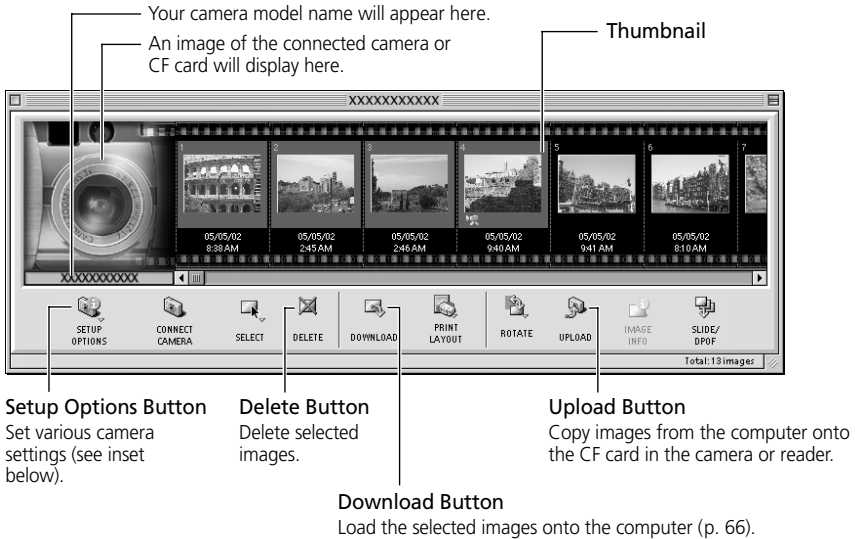 Your camera model name will appear here.
An image of the connected camera or
CF card will display here.
Thumbnail
XXXXXXXXXXX
1
2
3
4
5
6
7
05/05/02
8:38 AM
05/05/02
2:45 AM
05/05/02
2:46 AM
05/05/02
9:40 AM
05/05/02
9:41 AM
05/05/02
8:10 AM
XXXXXXXXXXX
SETUP
OPTIONS
CONNECT
CAMERA
SELECT
DELETE
DOWNLOAD
PRINT
LAYOUT
ROTATE
UPLOAD
IMAGE
INFO
SLIDE/
DPOF
Total:13images
Setup Options Button
Set various camera
settings (see inset
below).
Delete Button
Delete selected
images.
Upload Button
Copy images from the computer onto
the CF card in the camera or reader.
Download Button
Load the selected images onto the computer (p. 66).